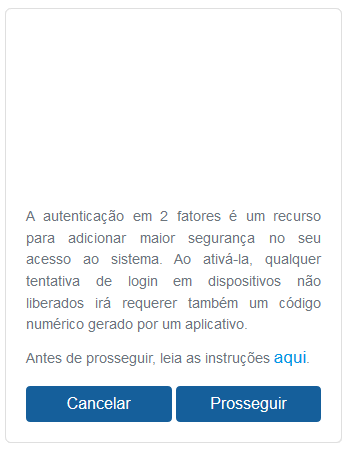 A autenticação em 2 fatores é um recurso
para adicionar maior segurança no seu
acesso ao sistema. Ao ativá-la, qualquer
tentativa de login em dispositivos não
liberados irá requerer também um código
numérico gerado por um aplicativo.
Antes de prosseguir, leia as instruções aqui.
Cancelar Prosseguir